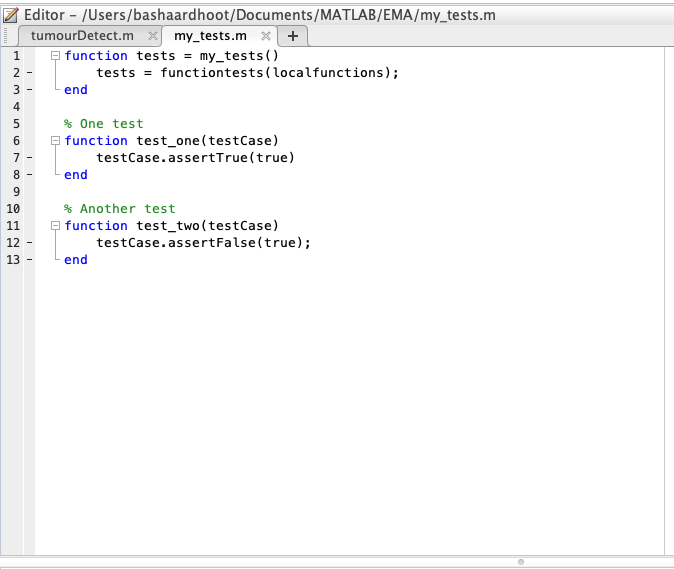 Editor - /Users/bashaardhoot/Documents/MATLAB/EMA/my_tests.m
tumourDetect.m my_tests.m +
1 function tests = my_tests()
2 - tests = functiontests(localfunctions);
3 - end
4
5 % One test
6 function test_one(testCase)
7 - testCase.assertTrue(true)
8 - end
9
10 % Another test
11 function test_two(testCase)
12 - testCase.assertFalse(true);
13 - end